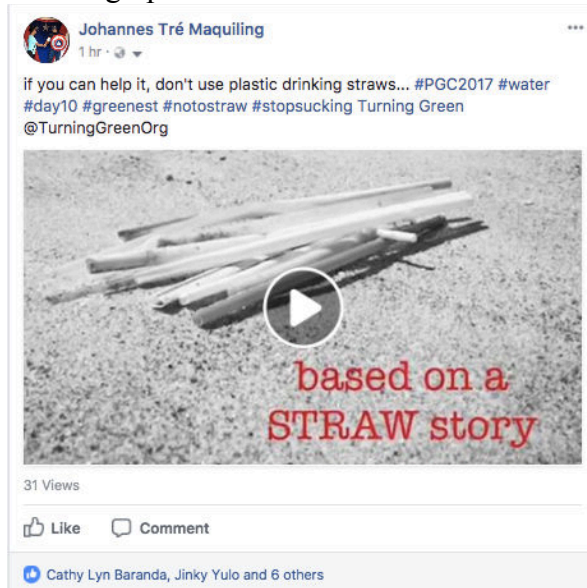 Johannes Tré Maquiling
1 hr ·
if you can help it, don't use plastic drinking straws... #PGC2017 #water
#day10 #greenest #notostraw #stopsucking Turning Green
@TurningGreenOrg
based on a
STRAW story
31 Views
Like Comment
Cathy Lyn Baranda, Jinky Yulo and 6 others